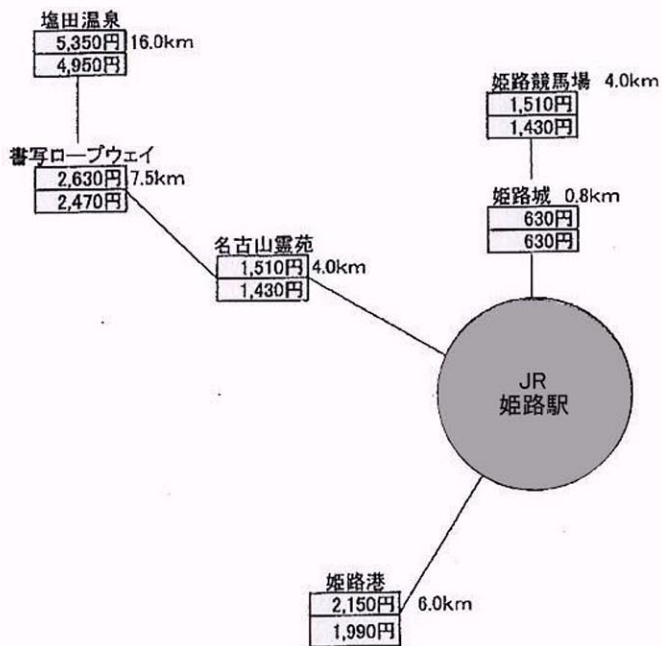 塩田温泉
5,350円 16.0km
4,950円
書写ロープウェイ
2,630円 7.5km
2,470円
名古山霊苑
1,510円 4.0km
1,430円
姫路競馬場 4.0km
1,510円
1,430円
姫路城 0.8km
630円
630円
JR
姫路駅
姫路港
2,150円 6.0km
1,990円